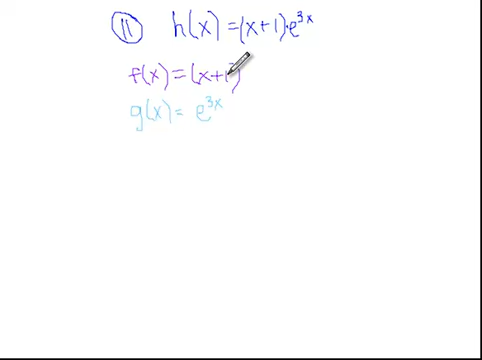 11 h(x) = (x+1)·e^{3x}
f(x) = (x+1)
g(x) = e^{3x}